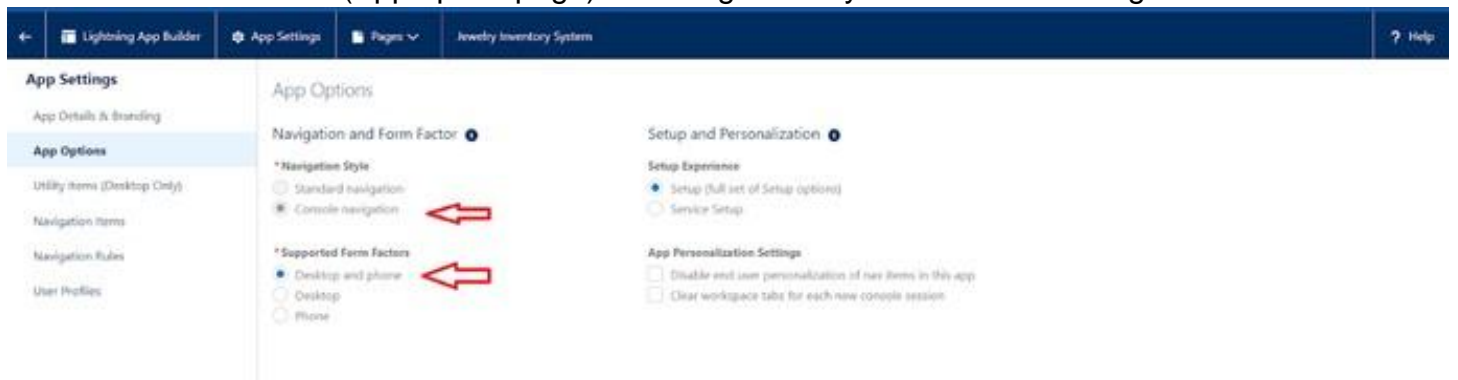 (App option page) 
Lightning App Builder
App Settings
Pages
Jewelry Inventory System
? Help
App Settings
App Details & Branding
App Options
Utility Items (Desktop Only)
Navigation Items
Navigation Rules
User Profiles
App Options
Navigation and Form Factor
* Navigation Style
Standard navigation
Console navigation
* Supported Form Factors
Desktop and phone
Desktop
Phone
Setup and Personalization
Setup Experience
Setup (full set of Setup options)
Service Setup
App Personalization Settings
Disable end user personalization of nav items in this app
Clear workspace tabs for each new console session